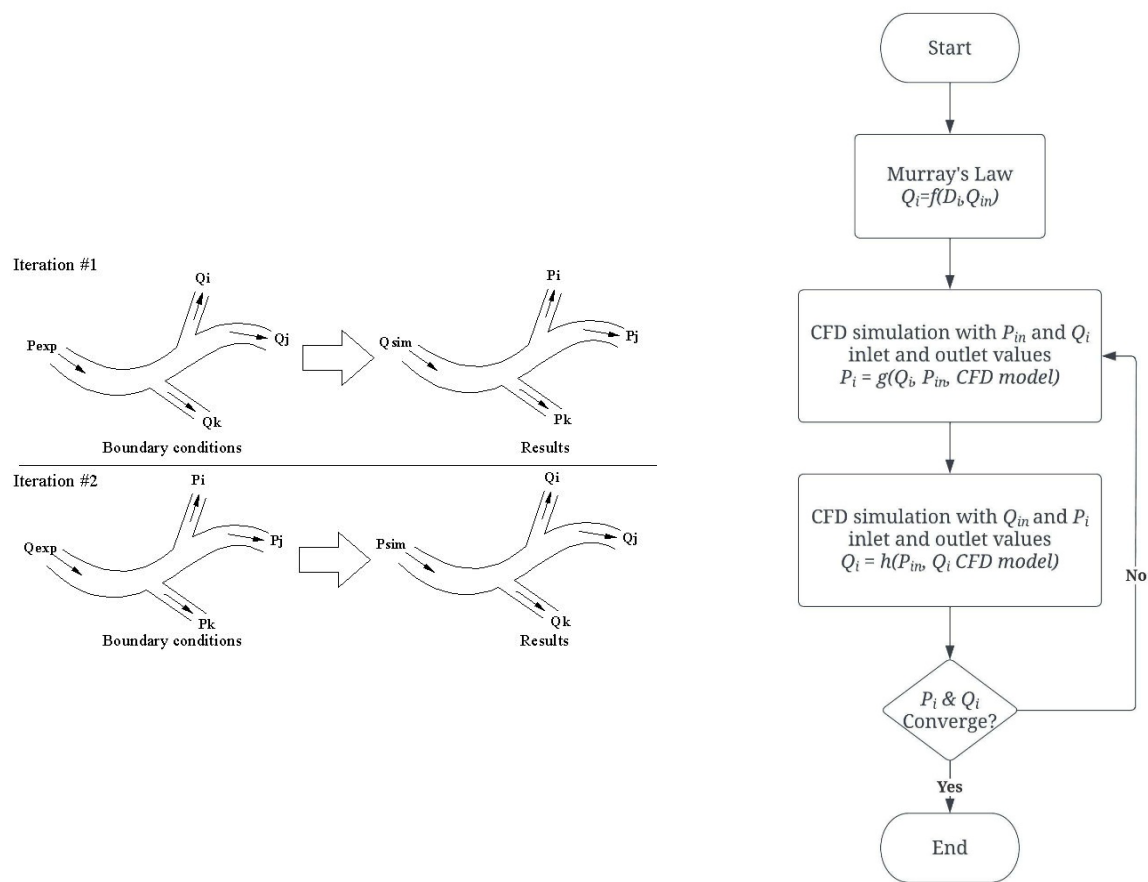 Iteration #1
Qi
Pexp
Qj
Qk
Boundary conditions
Pi
Qsim
Pj
Pk
Results
Iteration #2
Pi
Qexp
Pj
Pk
Boundary conditions
Qi
Psim
Qj
Qk
Results
Start
Murray's Law
Qi=f(Di,Qin)
CFD simulation with Pin and Qi
inlet and outlet values
Pi = g(Qi, Pin, CFD model)
CFD simulation with Qin and Pi
inlet and outlet values
Qi = h(Pin, Qi CFD model)
No
Pi & Qi
Converge?
Yes
End